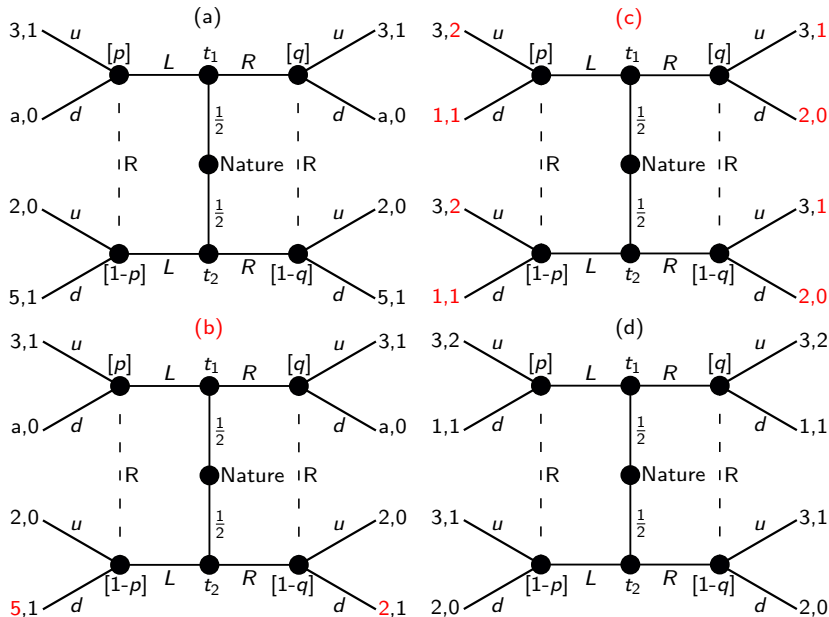 (a) (c)
3,1 u [p] L t1 R [q] u 3,1 3,2 u [p] L t1 R [q] u 3,1
a,0 d 1/2 d a,0 1,1 d 1/2 d 2,0
R Nature R R Nature R
2,0 u 1/2 u 2,0 3,2 u 1/2 u 3,1
5,1 d [1-p] L t2 R [1-q] d 5,1 1,1 d [1-p] L t2 R [1-q] d 2,0
(b) (d)
3,1 u [p] L t1 R [q] u 3,1 3,2 u [p] L t1 R [q] u 3,2
a,0 d 1/2 d a,0 1,1 d 1/2 d 1,1
R Nature R R Nature R
2,0 u 1/2 u 2,0 3,1 u 1/2 u 3,1
5,1 d [1-p] L t2 R [1-q] d 2,1 2,0 d [1-p] L t2 R [1-q] d 2,0